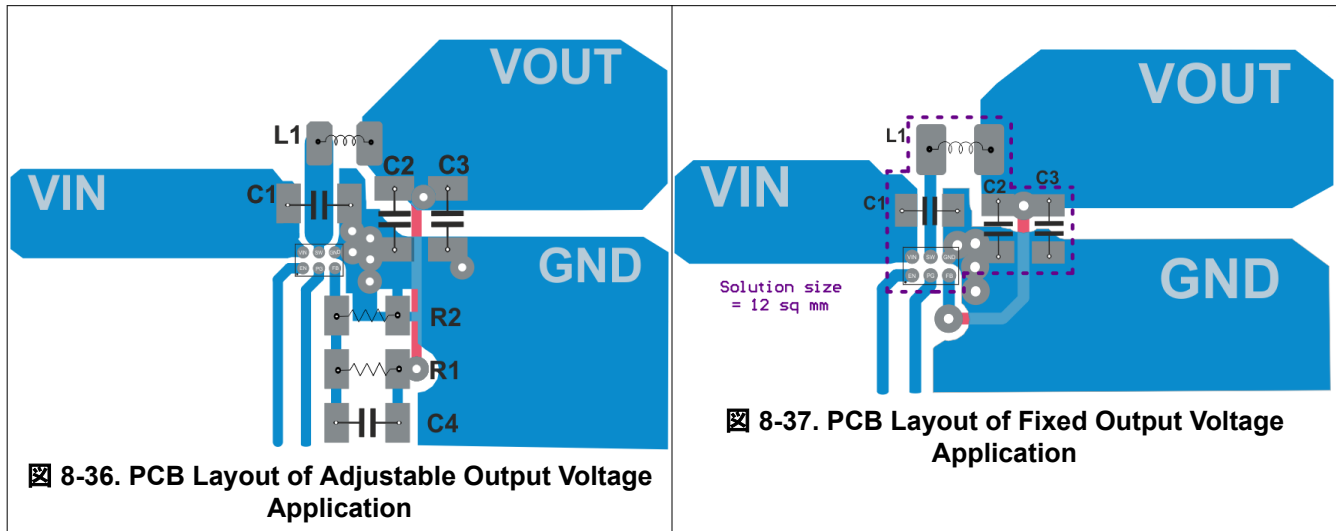 VOUT
L1
C2 C3
VIN
C1
GND
VIN SW GND
EN PG FB
R2
R1
C4
図 8-36. PCB Layout of Adjustable Output Voltage
Application
VOUT
L1
VIN
C2 C3
C1
GND
VIN SW GND
EN PG FB
Solution size
= 12 sq mm
図 8-37. PCB Layout of Fixed Output Voltage
Application